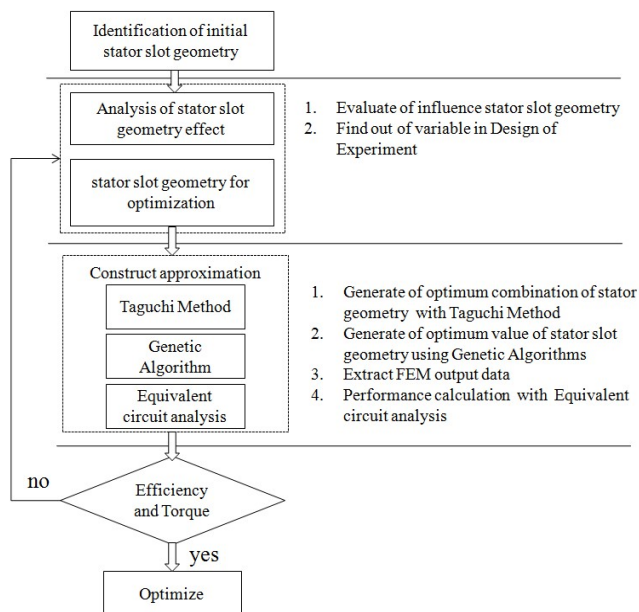 Identification of initial
stator slot geometry
Analysis of stator slot
geometry effect
stator slot geometry for
optimization
1. Evaluate of influence stator slot geometry
2. Find out of variable in Design of
Experiment
Construct approximation
Taguchi Method
Genetic
Algorithm
Equivalent
circuit analysis
1. Generate of optimum combination of stator
geometry with Taguchi Method
2. Generate of optimum value of stator slot
geometry using Genetic Algorithms
3. Extract FEM output data
4. Performance calculation with Equivalent
circuit analysis
no
Efficiency
and Torque
yes
Optimize